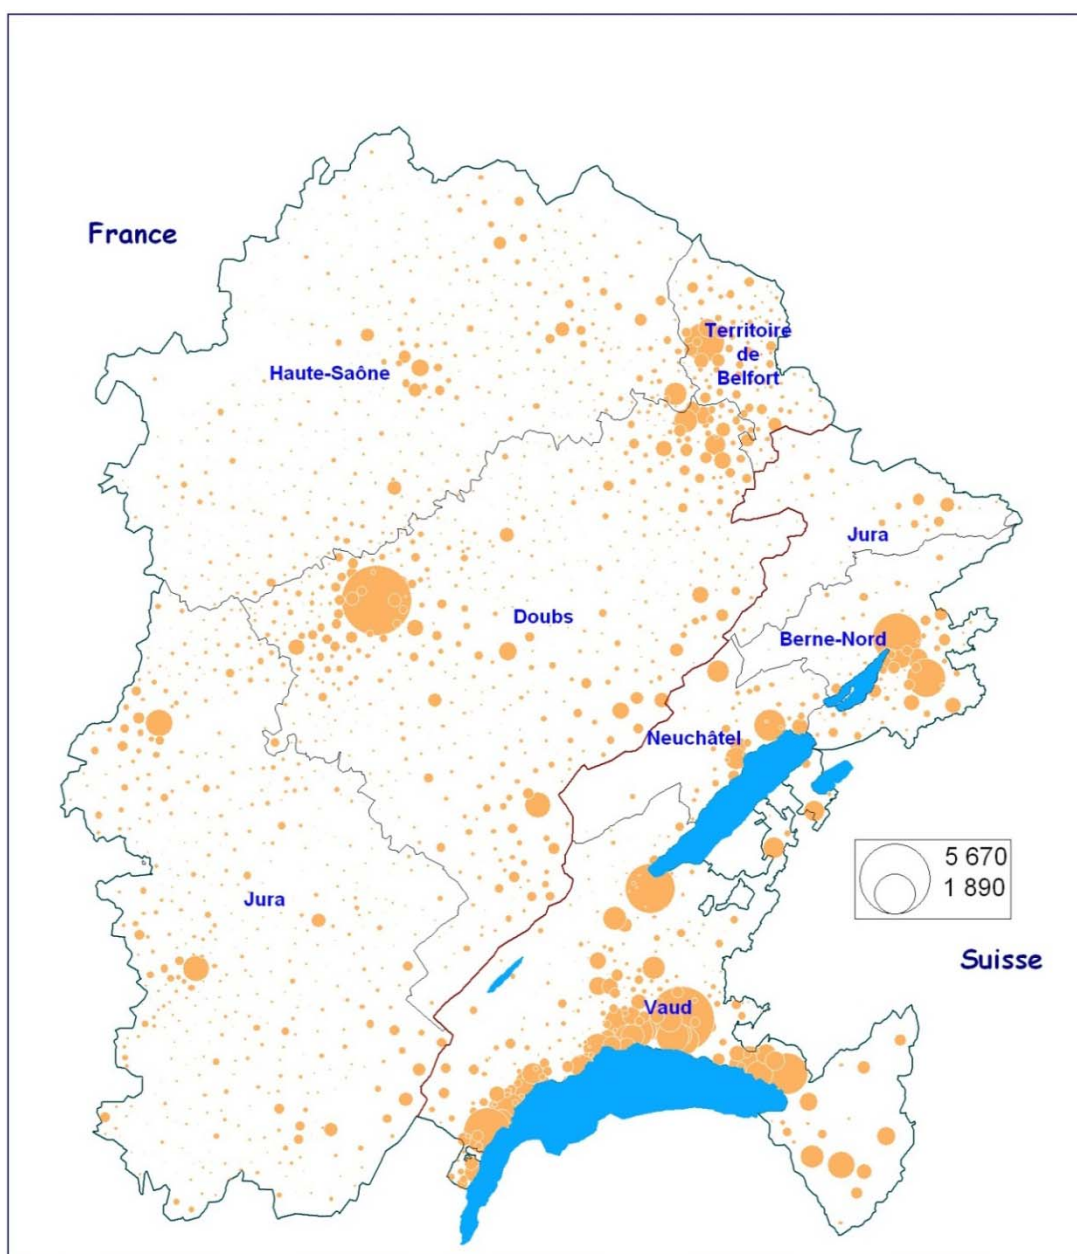 France
Territoire
de
Belfort
Haute-Saône
Jura
Doubs
Berne-Nord
Neuchâtel
5 670
1 890
Jura
Suisse
Vaud